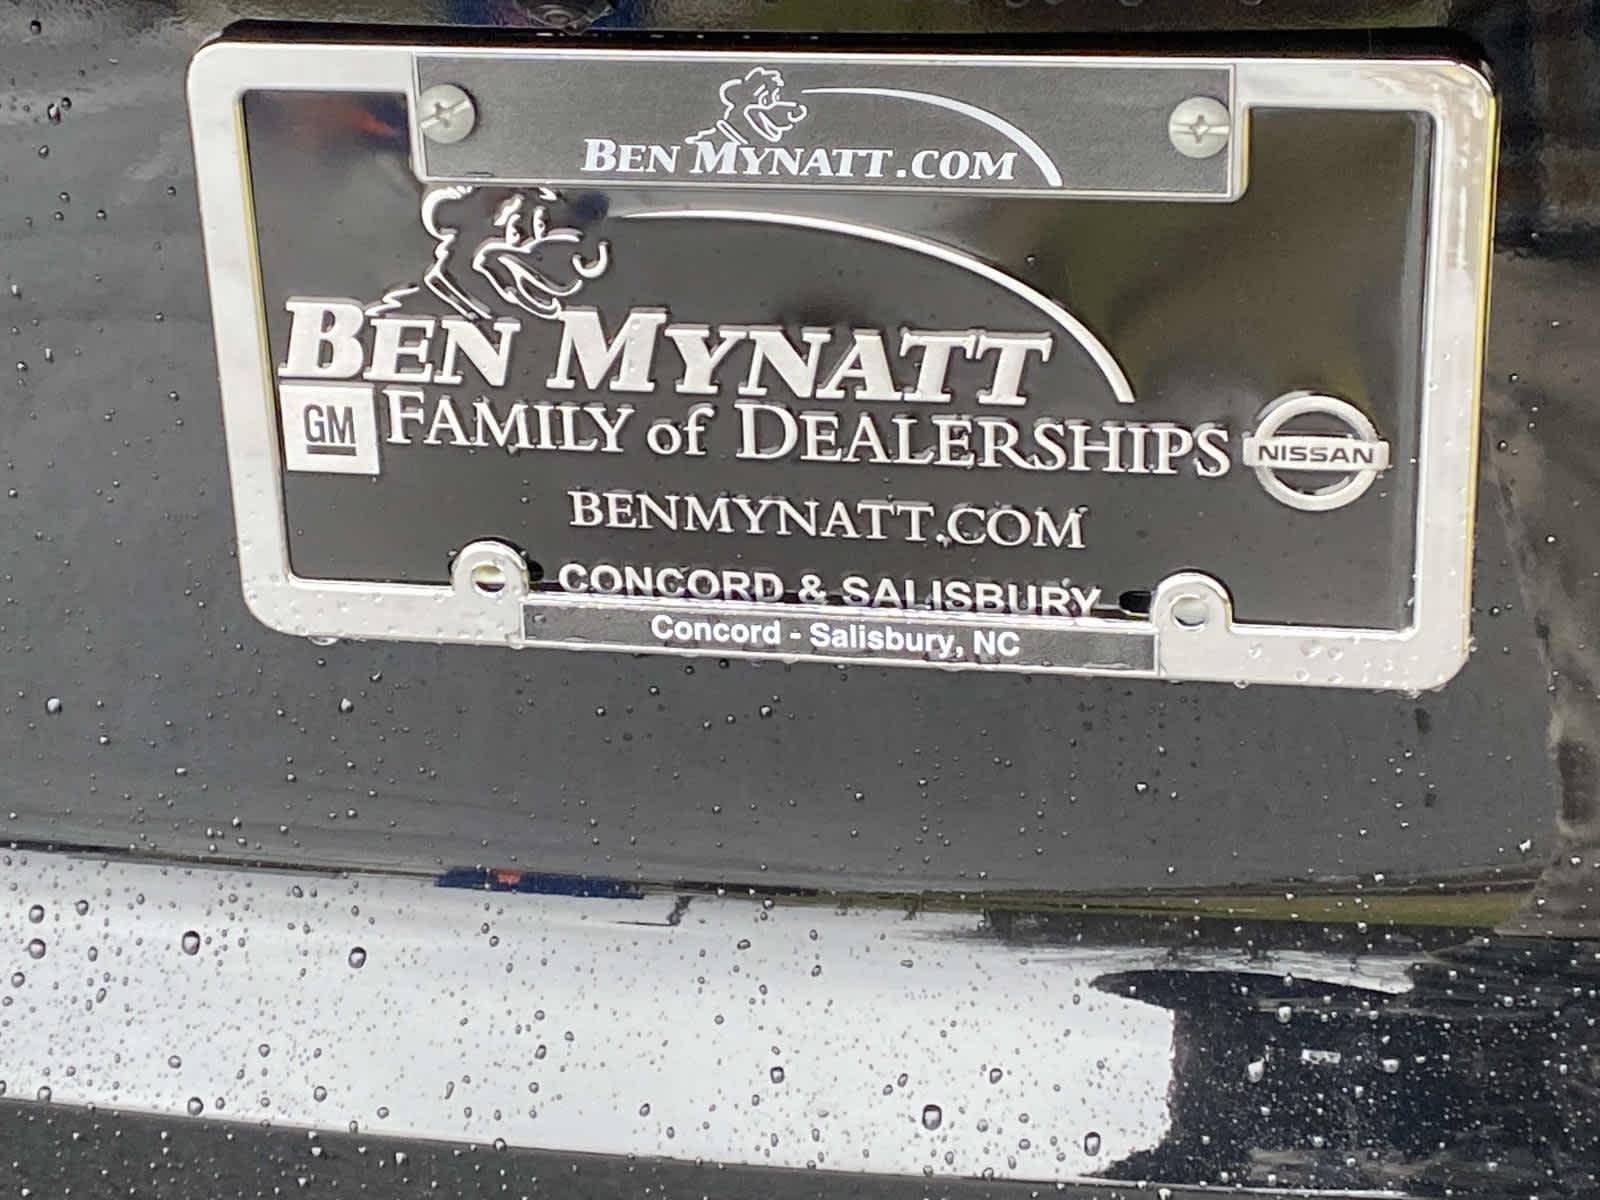 BEN MYNATT.COM
BEN MYNATT
GM FAMILY of DEALERSHIPS NISSAN
BENMYNATT.COM
CONCORD & SALISBURY
Concord - Salisbury, NC